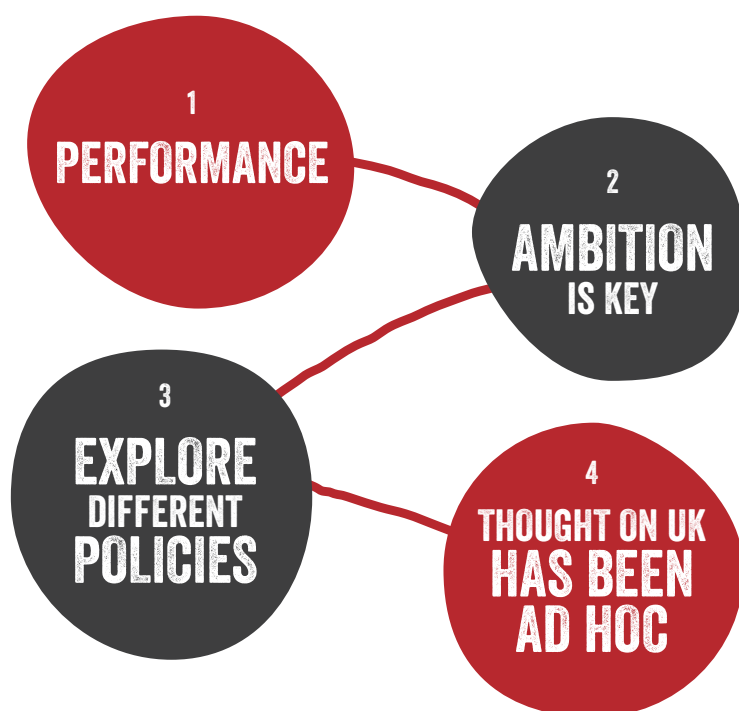 1
PERFORMANCE
2
AMBITION
IS KEY
3
EXPLORE
DIFFERENT
POLICIES
4
THOUGHT ON UK
HAS BEEN
AD HOC